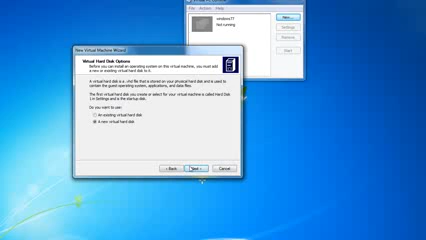 File Action Help
windows77
Not running
New...
Settings
Remove
Start
New Virtual Machine Wizard
Virtual Hard Disk Options
Before you can install an operating system on this virtual machine, you must add
a new or existing virtual hard disk to it.
A virtual hard disk is a .vhd file that is stored on your physical hard disk and is used to
contain the guest operating system, applications, and data files.
The first virtual hard disk you create or select for your virtual machine is called Hard Disk
1 in Settings and is the startup disk.
Do you want to use:
An existing virtual hard disk
A new virtual hard disk
< Back
Next >
Cancel